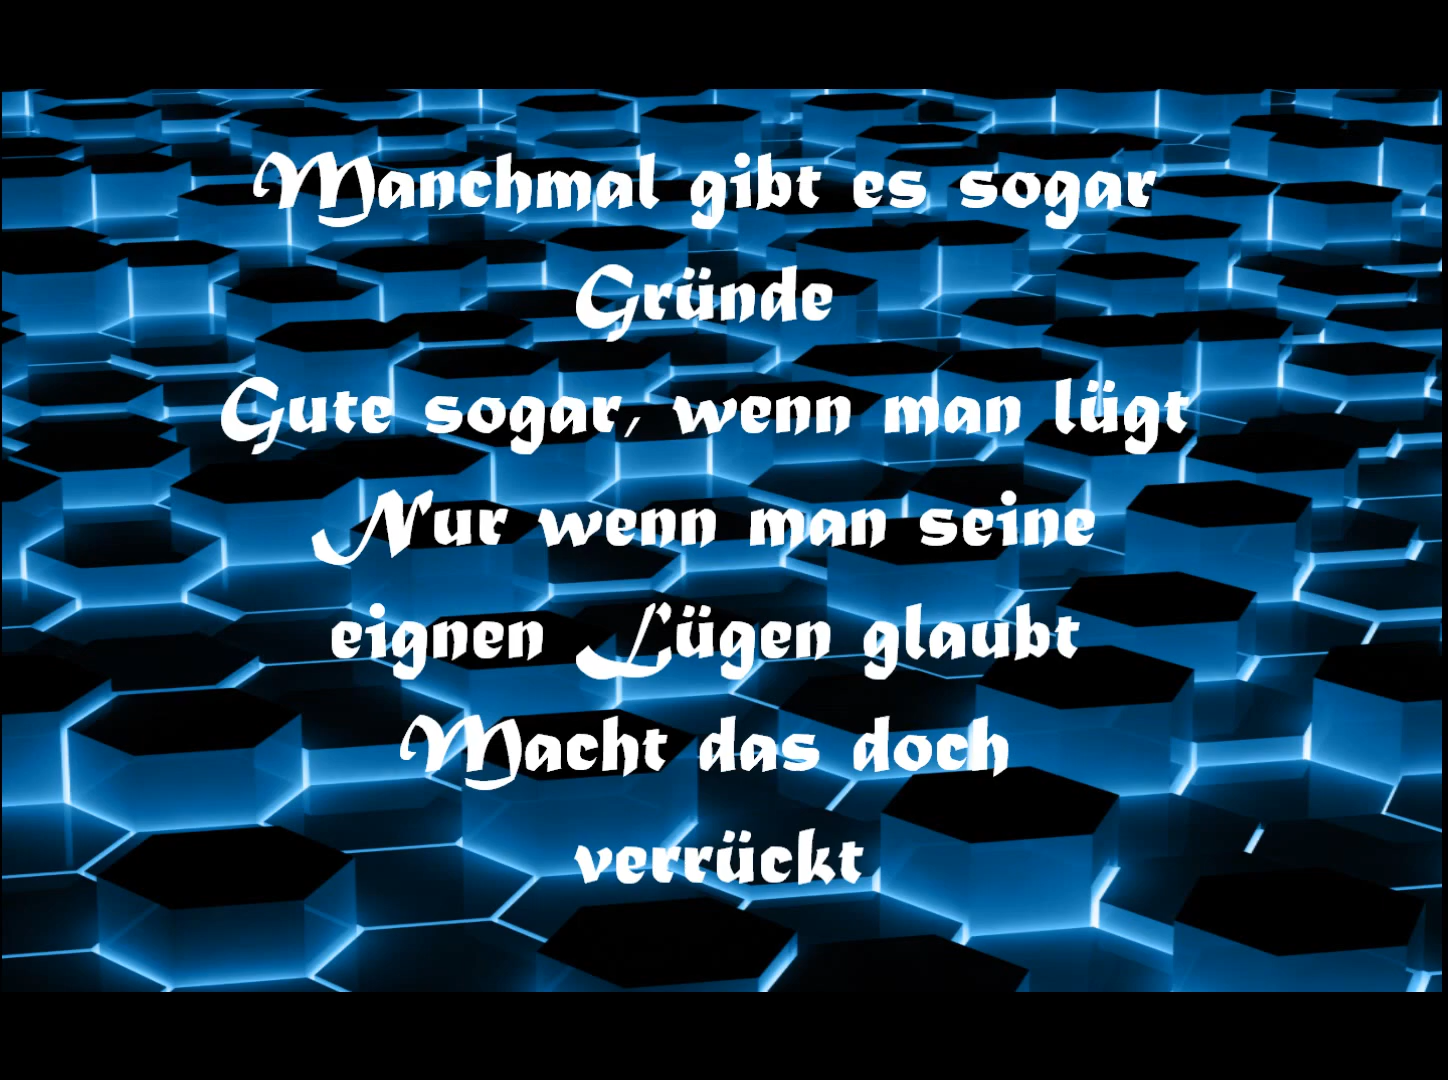 Manchmal gibt es sogar
Gründe
Gute sogar, wenn man lügt
Nur wenn man seine
eignen Lügen glaubt
Macht das doch
verrückt